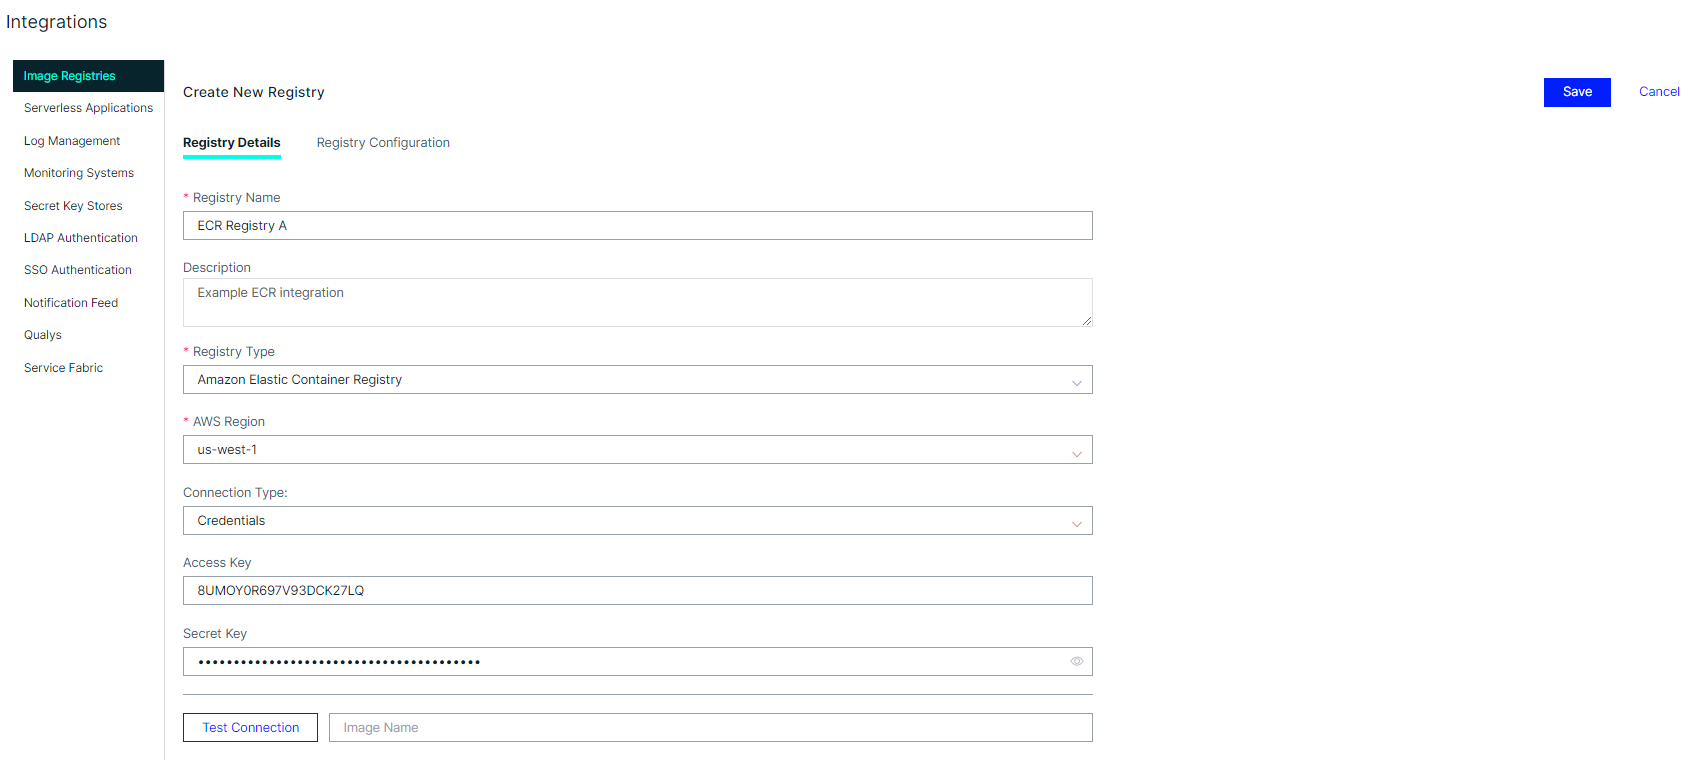 Integrations
Image Registries
Serverless Applications
Log Management
Monitoring Systems
Secret Key Stores
LDAP Authentication
SSO Authentication
Notification Feed
Qualys
Service Fabric
Create New Registry
Save
Cancel
Registry Details
Registry Configuration
* Registry Name
ECR Registry A
Description
Example ECR integration
* Registry Type
Amazon Elastic Container Registry
* AWS Region
us-west-1
Connection Type:
Credentials
Access Key
8UMOY0R697V93DCK27LQ
Secret Key
••••••••••••••••••••••••••••••••••••••••
Test Connection
Image Name